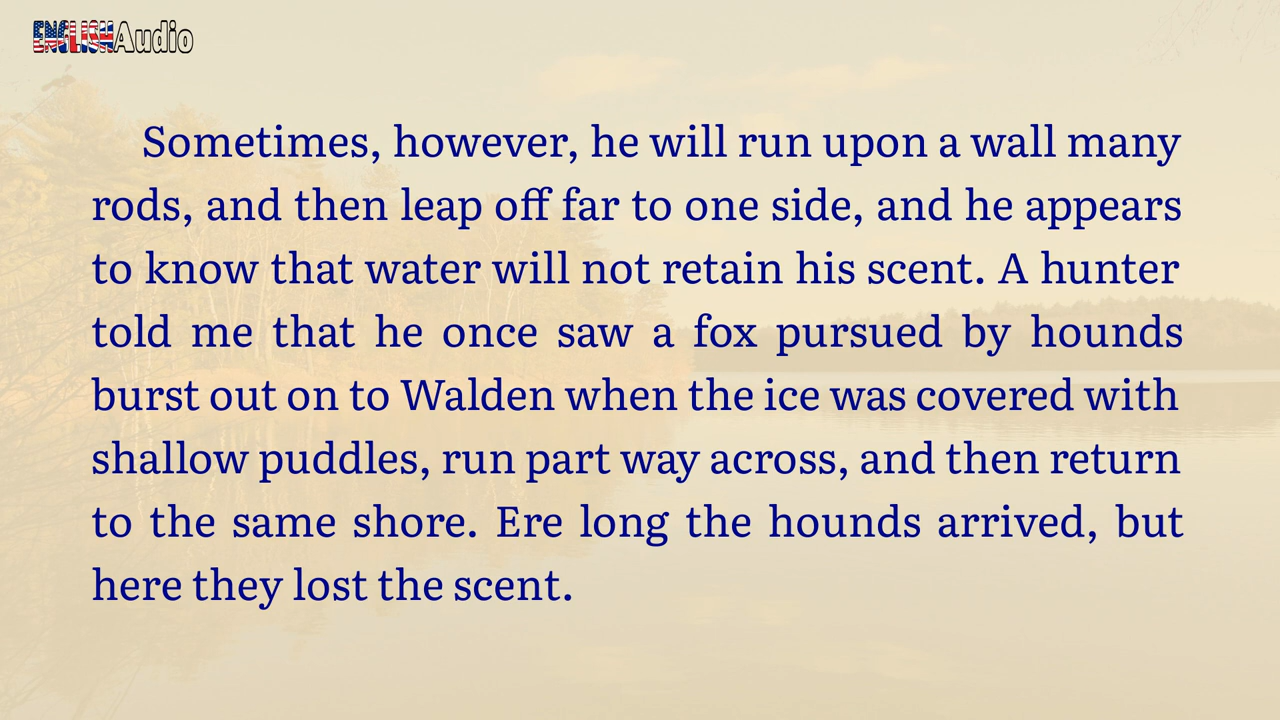 ENGLISHAudio
Sometimes, however, he will run upon a wall many
rods, and then leap off far to one side, and he appears
to know that water will not retain his scent. A hunter
told me that he once saw a fox pursued by hounds
burst out on to Walden when the ice was covered with
shallow puddles, run part way across, and then return
to the same shore. Ere long the hounds arrived, but
here they lost the scent.